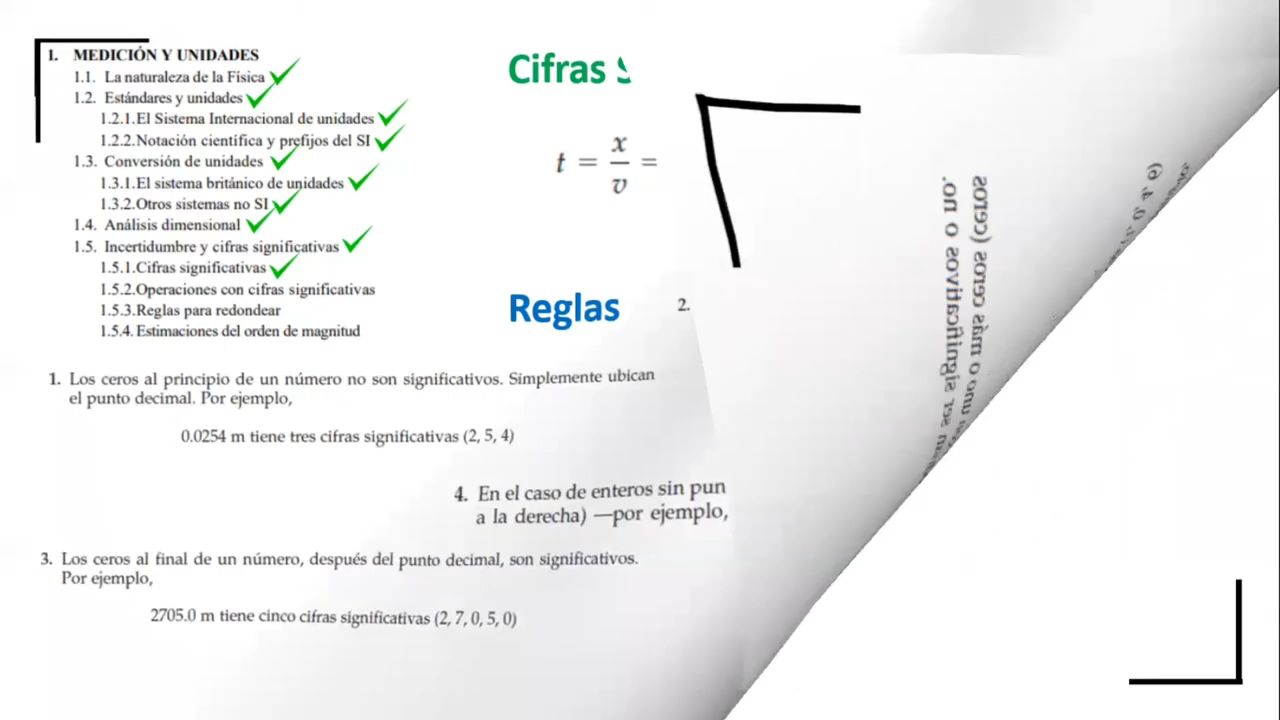 1. MEDICIÓN Y UNIDADES
1.1. La naturaleza de la Física
1.2. Estándares y unidades
1.2.1.El Sistema Internacional de unidades
1.2.2.Notación científica y prefijos del SI
1.3. Conversión de unidades
1.3.1.El sistema británico de unidades
1.3.2.Otros sistemas no SI
1.4. Análisis dimensional
1.5. Incertidumbre y cifras significativas
1.5.1.Cifras significativas
1.5.2.Operaciones con cifras significativas
1.5.3.Reglas para redondear
1.5.4. Estimaciones del orden de magnitud
Cifras
t = x/v =
Reglas
2.
1. Los ceros al principio de un número no son significativos. Simplemente ubican
el punto decimal. Por ejemplo,
0.0254 m tiene tres cifras significativas (2, 5, 4)
4. En el caso de enteros sin pun
a la derecha) —por ejemplo,
3. Los ceros al final de un número, después del punto decimal, son significativos.
Por ejemplo,
2705.0 m tiene cinco cifras significativas (2, 7, 0, 5, 0)